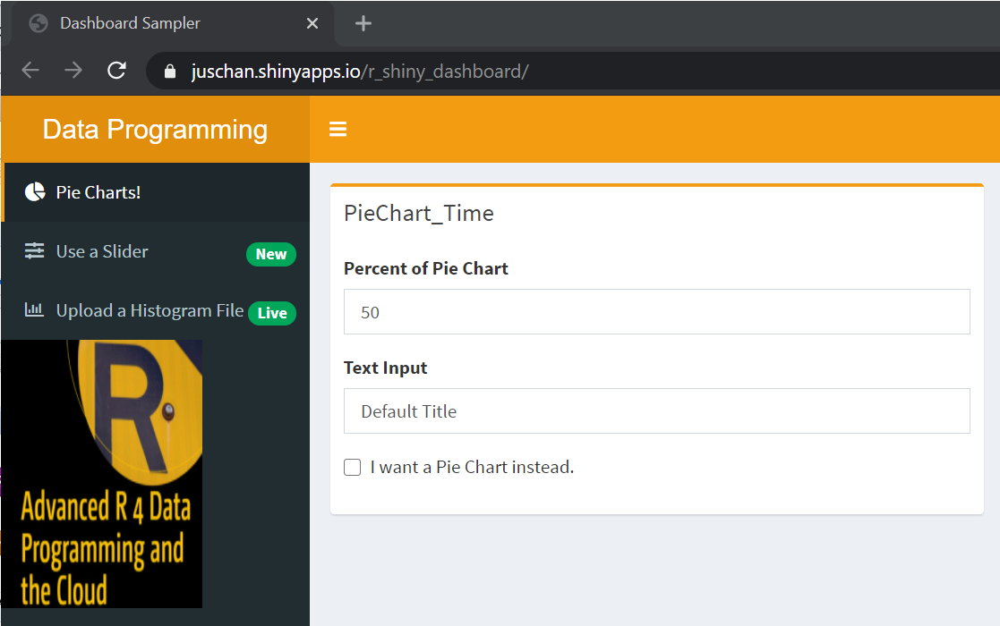 Dashboard Sampler
juschan.shinyapps.io/r_shiny_dashboard/
Data Programming
Pie Charts!
Use a Slider New
Upload a Histogram File Live
R
Advanced R 4 Data
Programming and
the Cloud
PieChart_Time
Percent of Pie Chart
50
Text Input
Default Title
I want a Pie Chart instead.